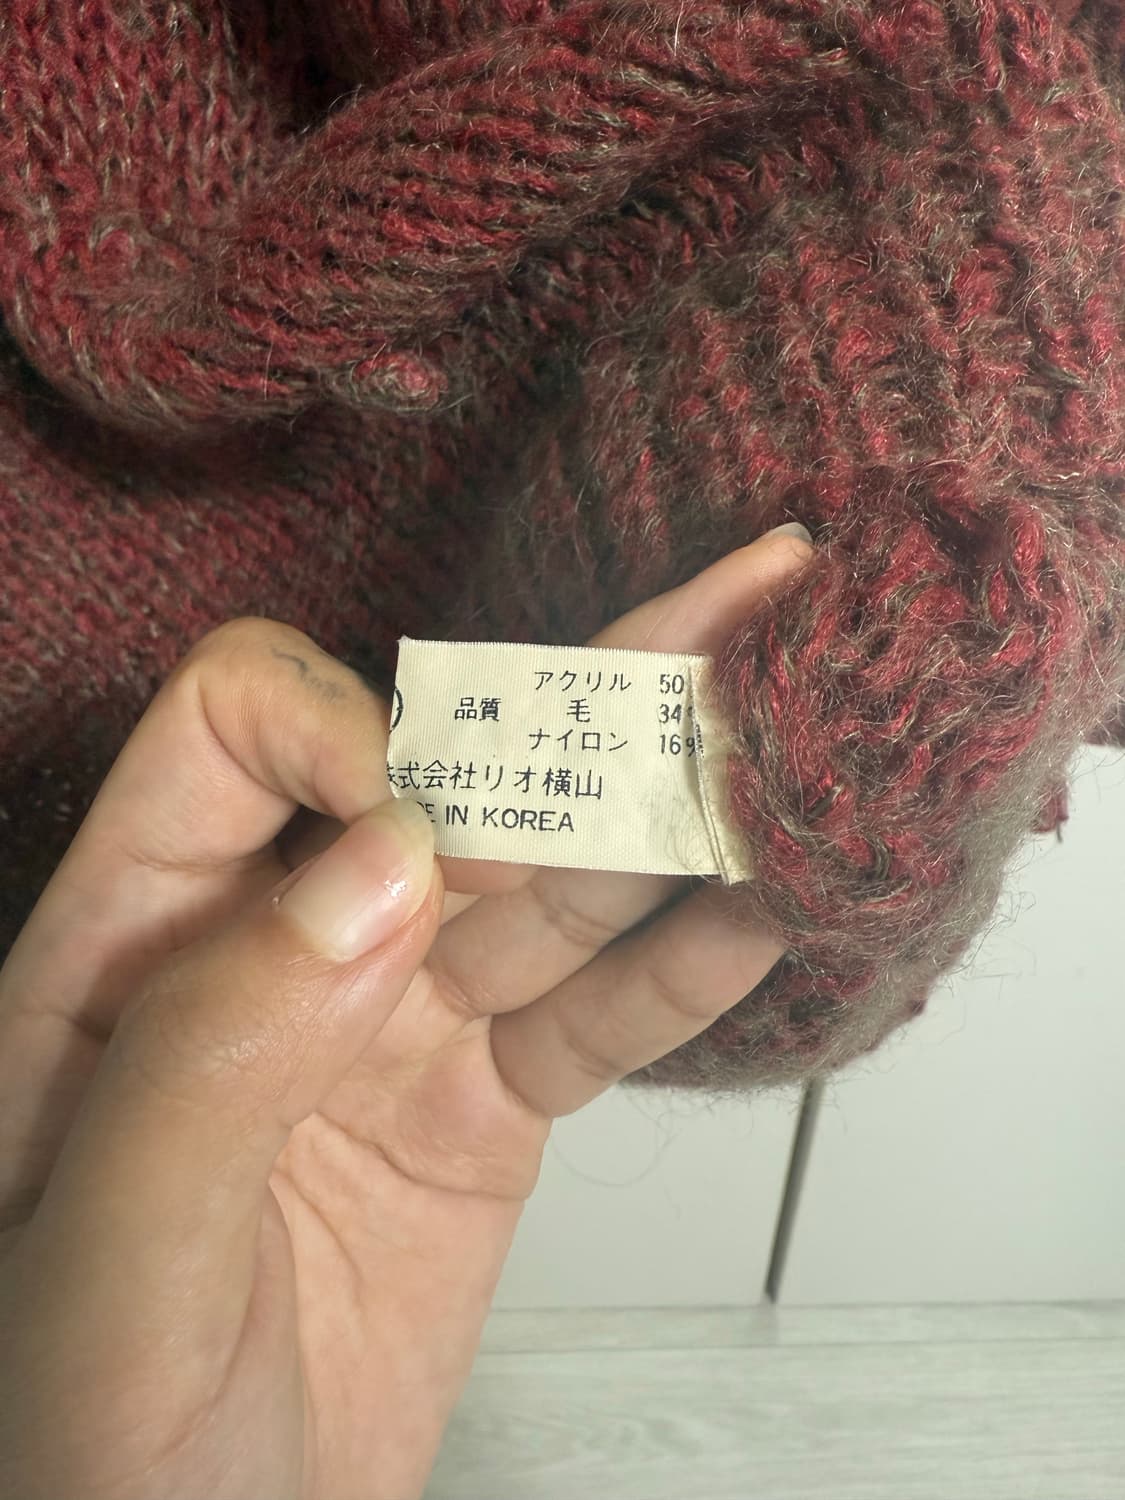 アクリル 50
品質 毛 34%
ナイロン 16%
株式会社リオ横山
MADE IN KOREA